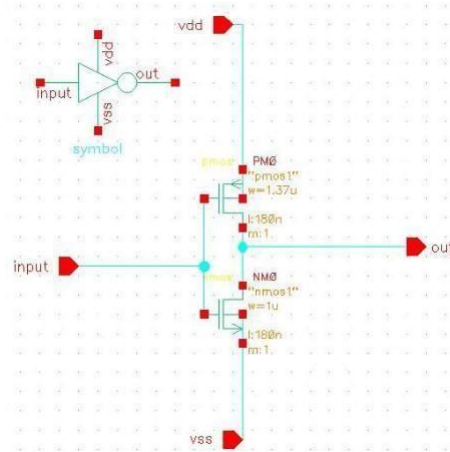 vdd
vdd
out
input
vss
symbol
pmos
PM0
"pmos1"
w=1.37u
l:180n
m:1
out
input
nmos
NM0
"nmos1"
w=1u
l:180n
m:1
vss